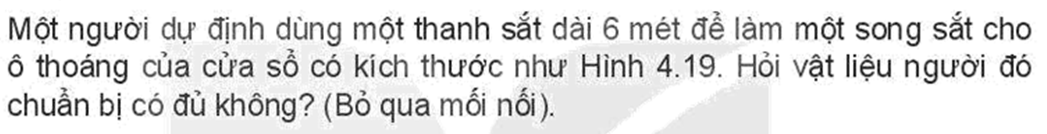 Một người dự định dùng một thanh sắt dài 6 mét để làm một song sắt cho
ô thoáng của cửa sổ có kích thước như Hình 4.19. Hỏi vật liệu người đó
chuẩn bị có đủ không? (Bỏ qua mối nối).